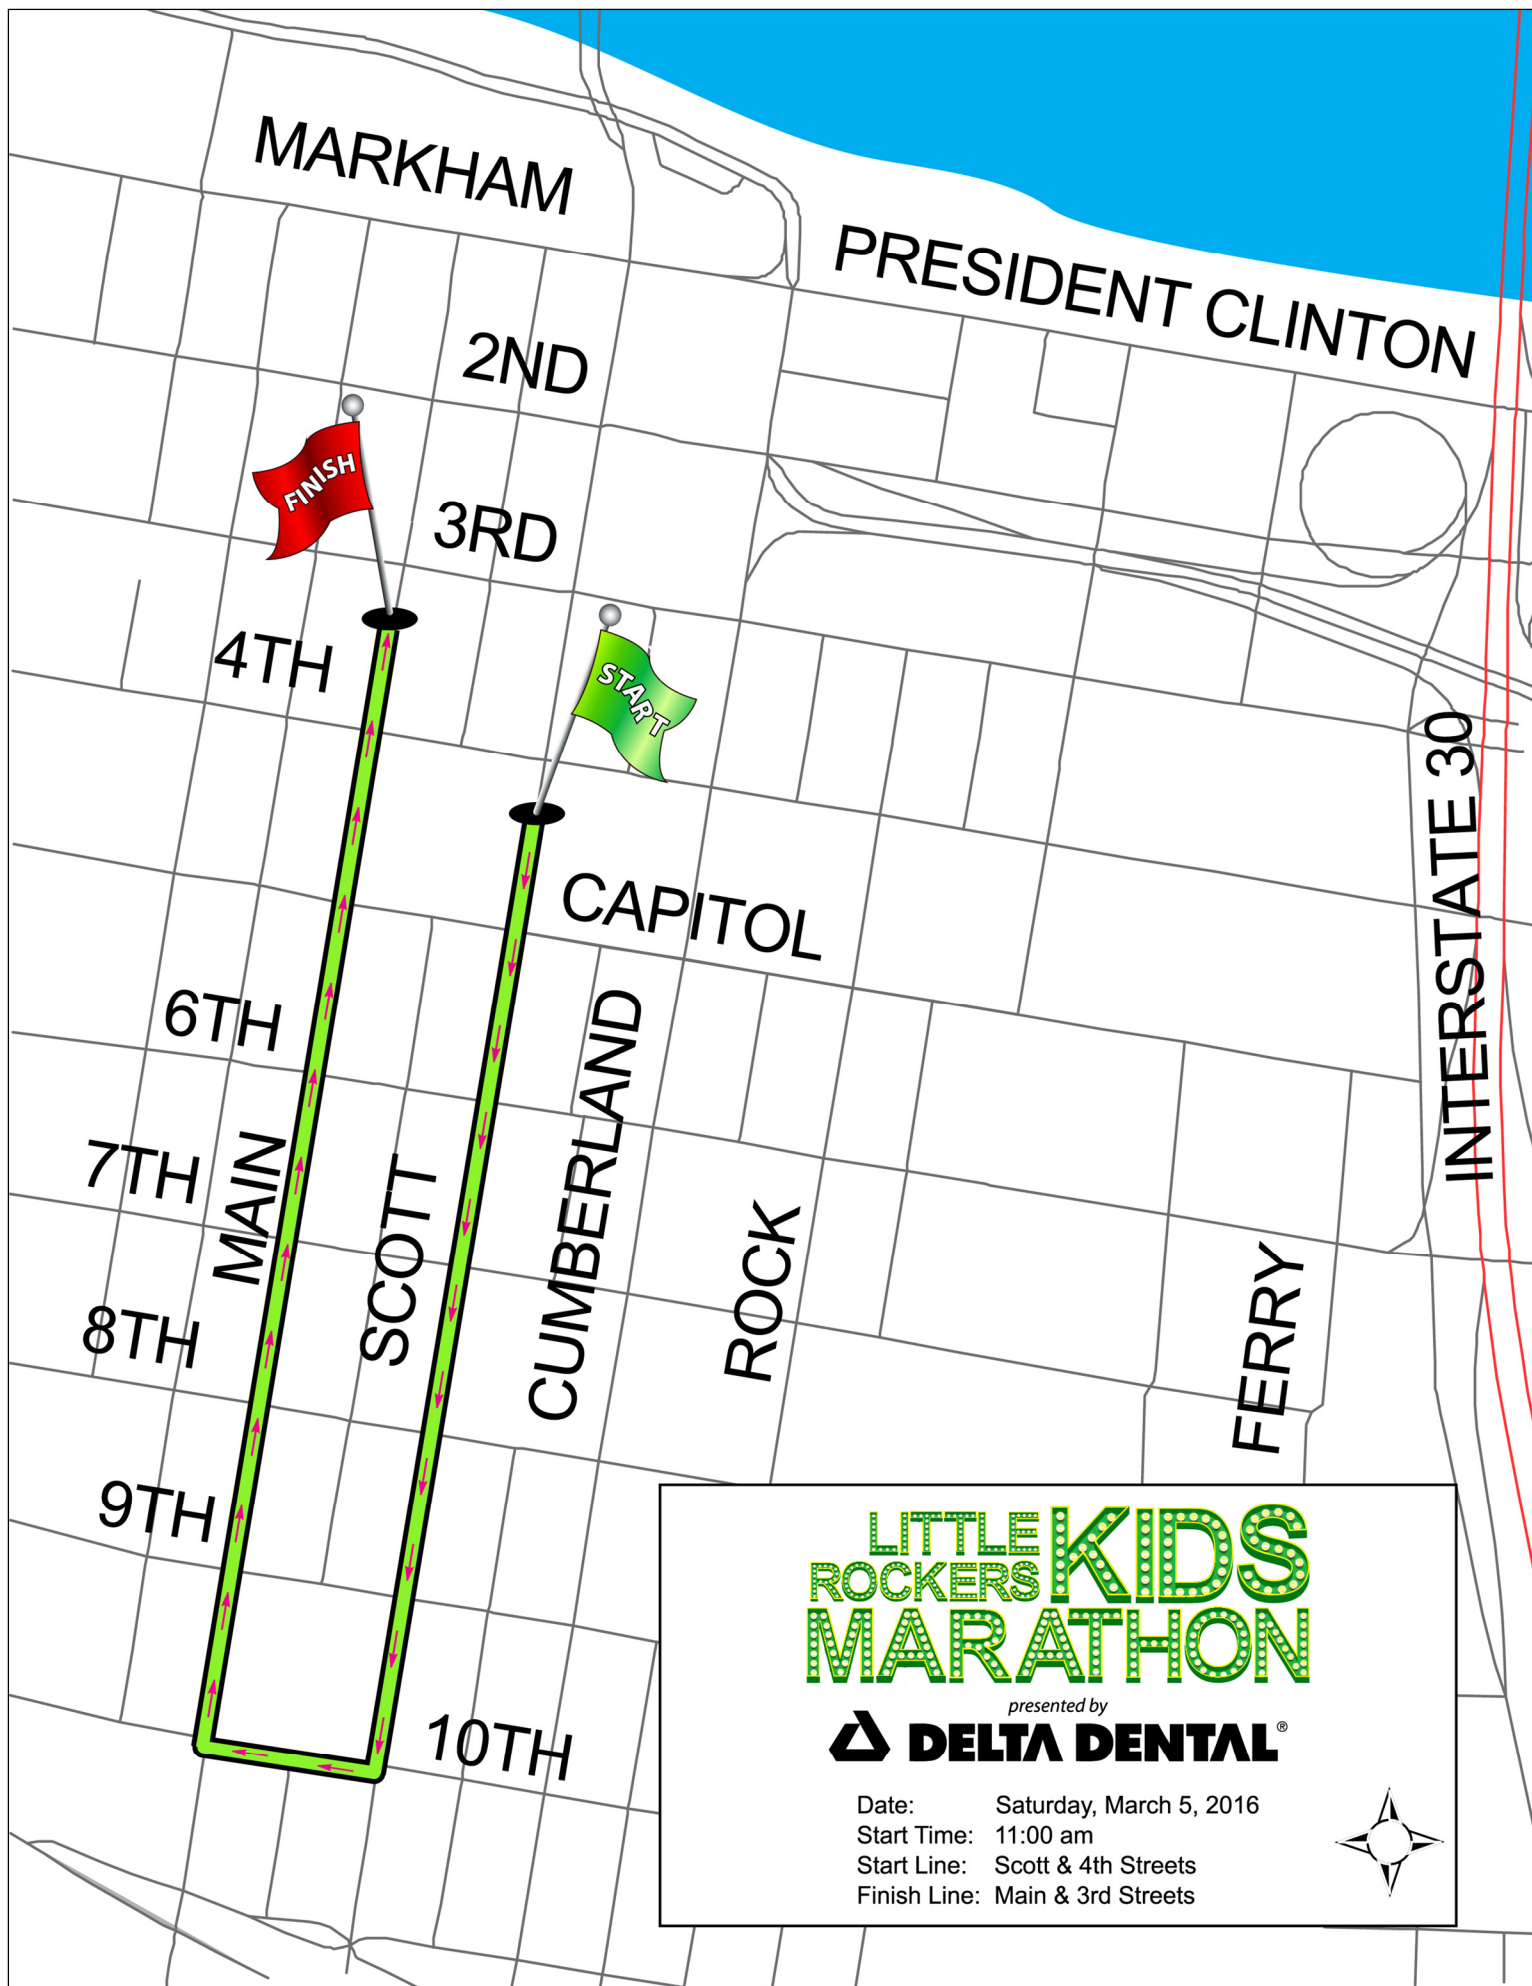 MARKHAM
PRESIDENT CLINTON
2ND
FINISH
3RD
START
4TH
INTERSTATE 30
CAPITOL
6TH
CUMBERLAND
7TH
MAIN
SCOTT
ROCK
FERRY
8TH
9TH
10TH
LITTLE
ROCKERS
KIDS
MARATHON
presented by
DELTA DENTAL®
Date: Saturday, March 5, 2016
Start Time: 11:00 am
Start Line: Scott & 4th Streets
Finish Line: Main & 3rd Streets